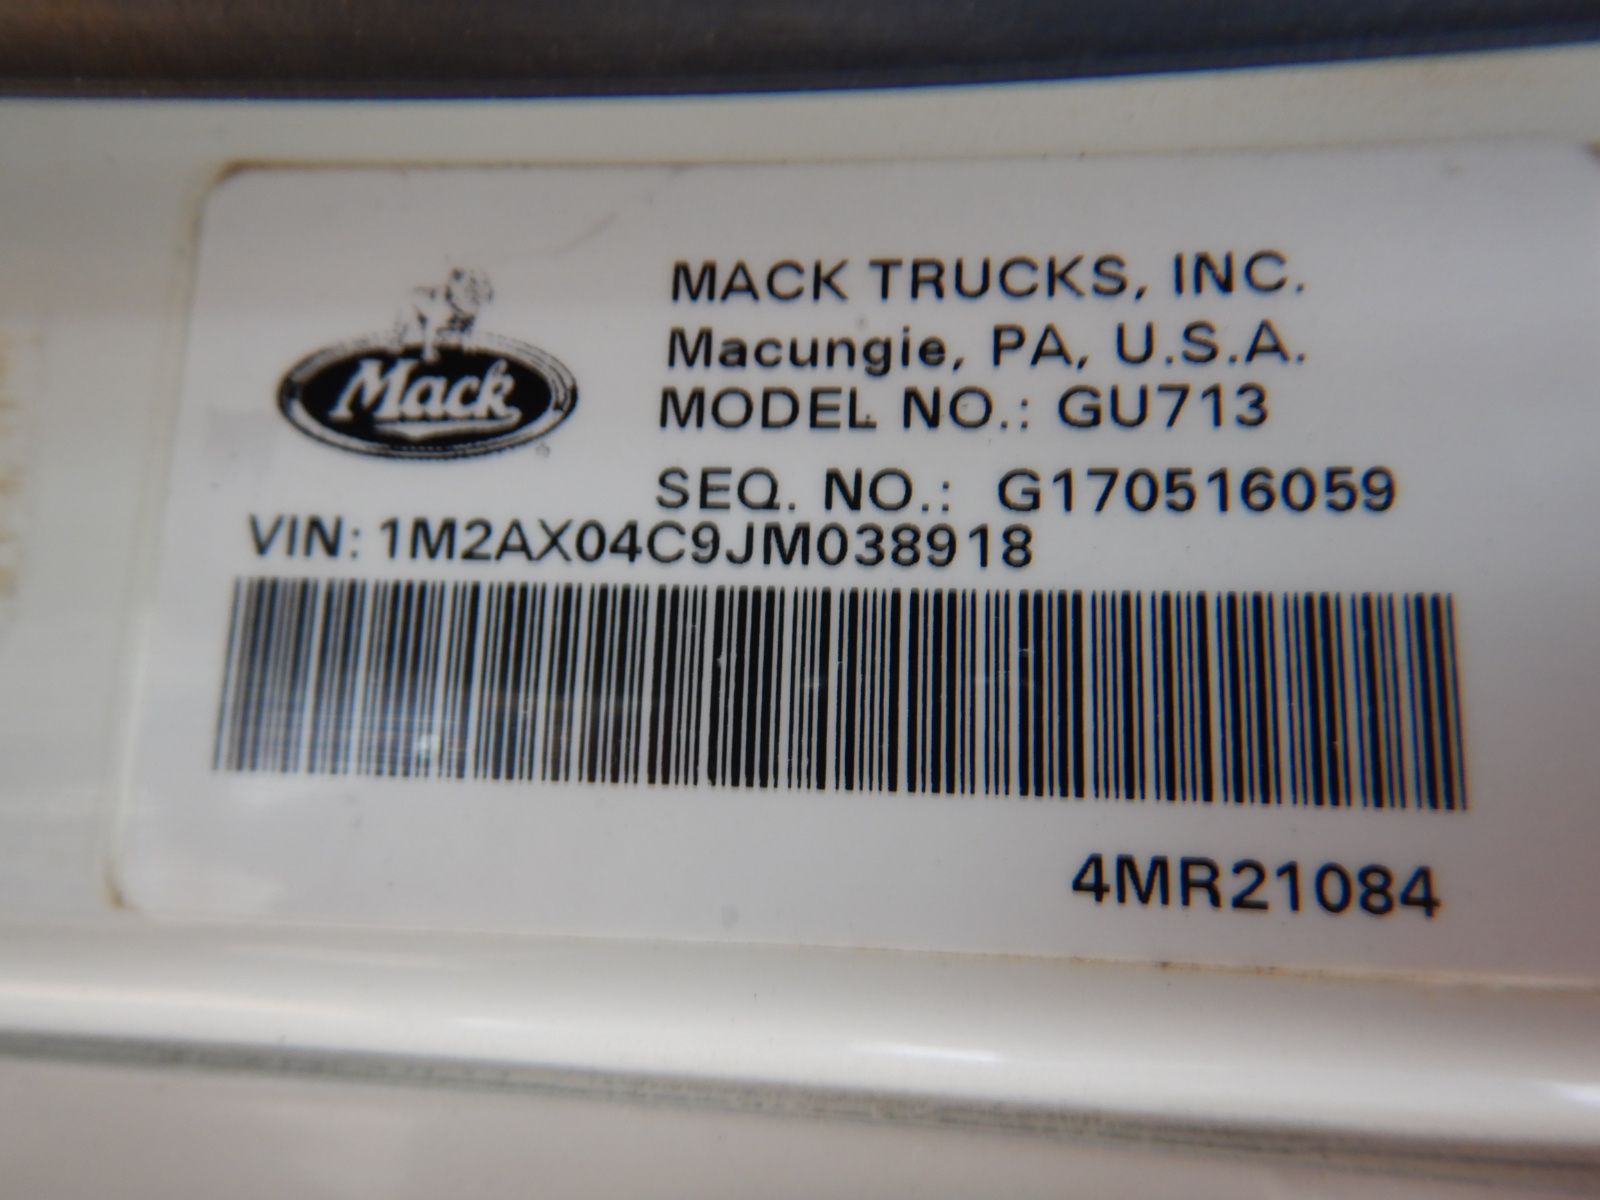 Mack
MACK TRUCKS, INC.
Macungie, PA, U.S.A.
MODEL NO.: GU713
SEQ. NO.: G170516059
VIN: 1M2AX04C9JM038918
4MR21084